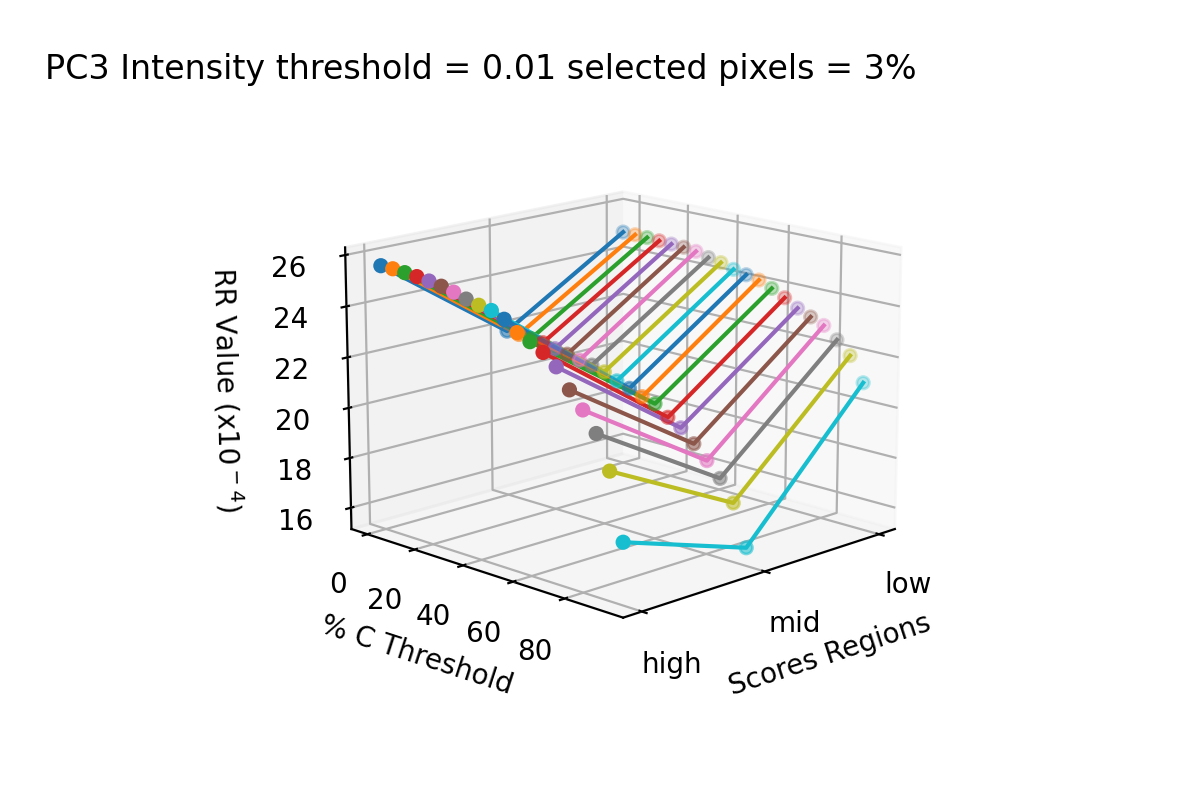 PC3 Intensity threshold = 0.01 selected pixels = 3%
RR Value (x10⁻⁴)
26
24
22
20
18
16
0
20
40
60
80
% C Threshold
high
mid
low
Scores Regions